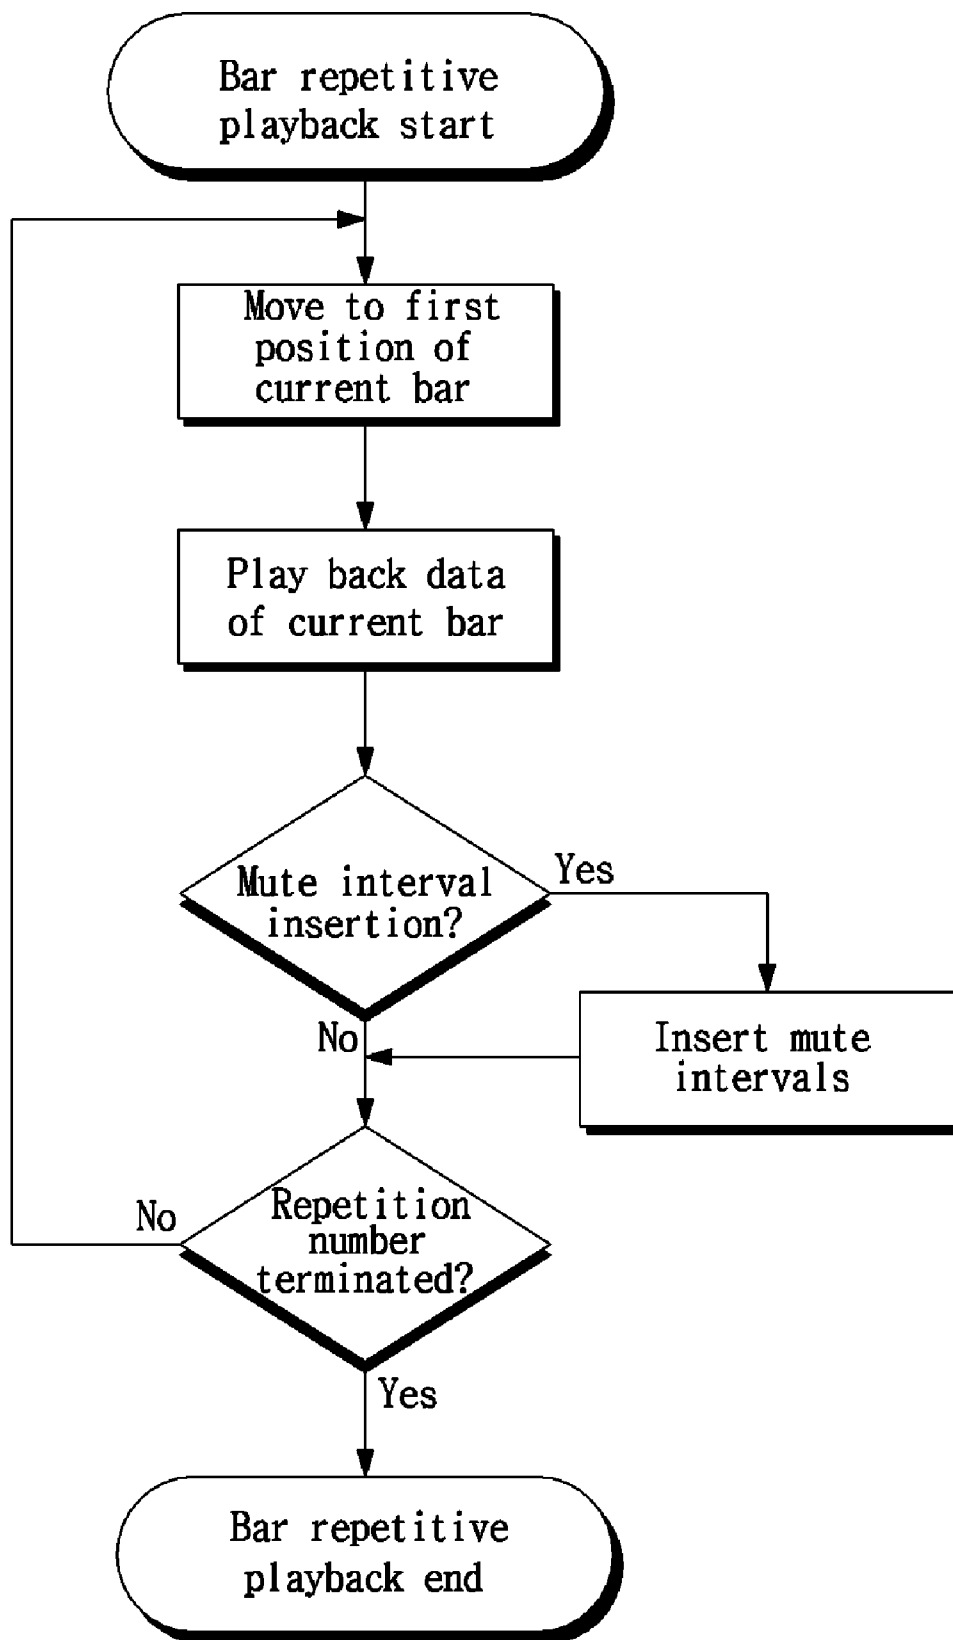 Bar repetitive
playback start
Move to first
position of
current bar
Play back data
of current bar
Mute interval
insertion?
Yes
No
Insert mute
intervals
Repetition
number
terminated?
No
Yes
Bar repetitive
playback end